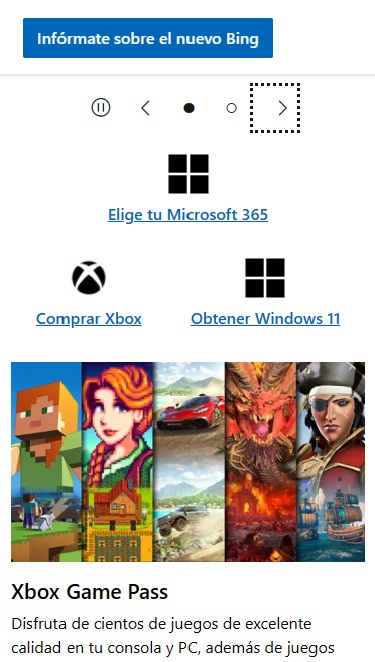 Infórmate sobre el nuevo Bing
Elige tu Microsoft 365
Comprar Xbox
Obtener Windows 11
Xbox Game Pass
Disfruta de cientos de juegos de excelente
calidad en tu consola y PC, además de juegos